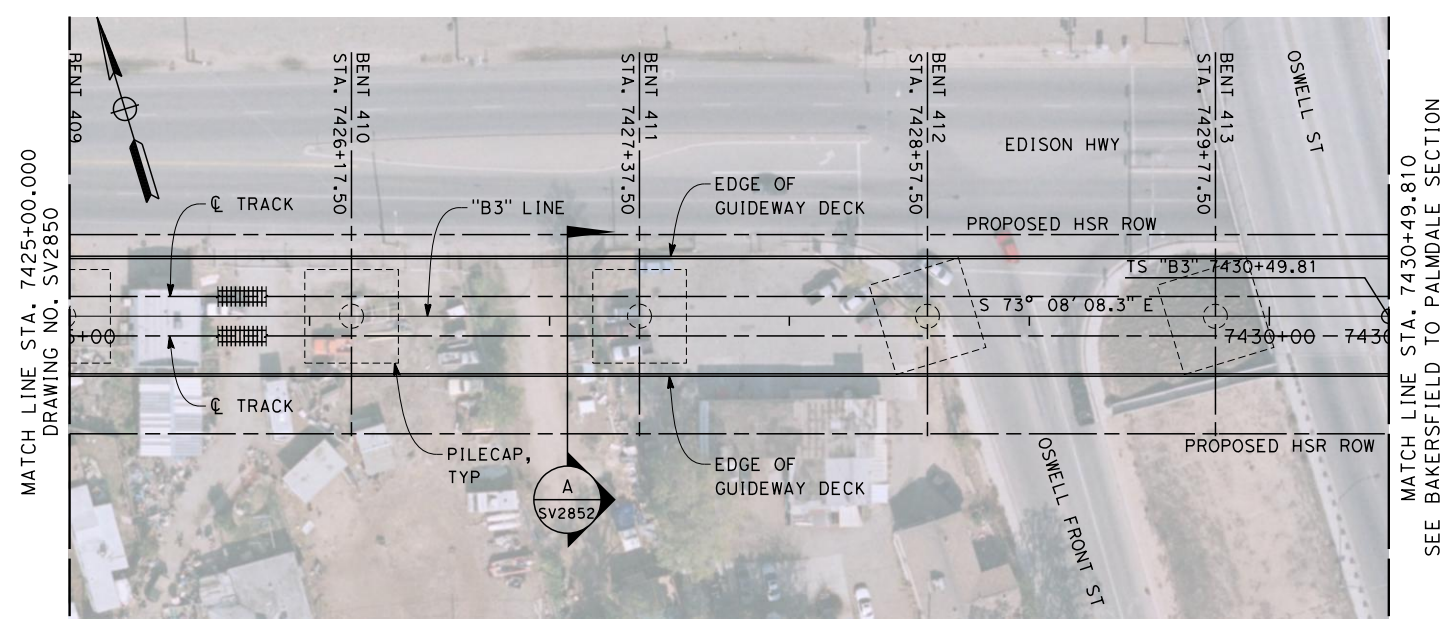 MATCH LINE STA. 7425+00.000
DRAWING NO. SV2850
BENT 409
BENT 410
STA. 7426+17.50
BENT 411
STA. 7427+37.50
BENT 412
STA. 7428+57.50
BENT 413
STA. 7429+77.50
OSWELL ST
EDISON HWY
℄ TRACK
"B3" LINE
EDGE OF
GUIDEWAY DECK
PROPOSED HSR ROW
TS "B3" 7430+49.81
S 73° 08' 08.3" E
5+00
7430+00
7430
℄ TRACK
PILECAP,
TYP
EDGE OF
GUIDEWAY DECK
PROPOSED HSR ROW
A
SV2852
OSWELL FRONT ST
MATCH LINE STA. 7430+49.810
SEE BAKERSFIELD TO PALMDALE SECTION